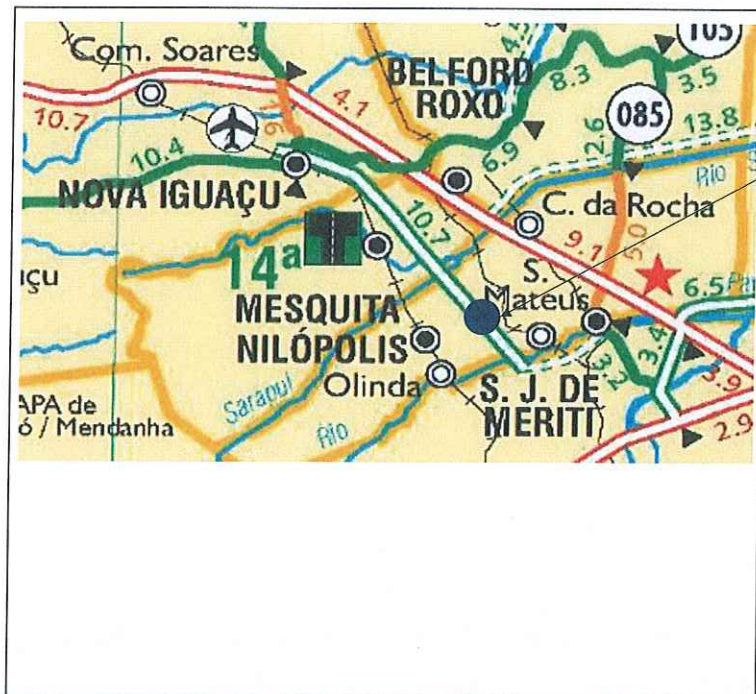 105
Com. Soares
4.5
BELFORD
ROXO
8.3
3.5
10.7
4.1
085
2.6
13.8
10.4
6.9
Rio
NOVA IGUAÇU
C. da Rocha
10.7
9.1
5.0
14ª
S.
Mateus
6.5
MESQUITA
NILÓPOLIS
3.4
Olinda
S. J. DE
MERITI
3.2
3.9
Sarapuí
Rio
APA de
ó / Mendanha
2.9